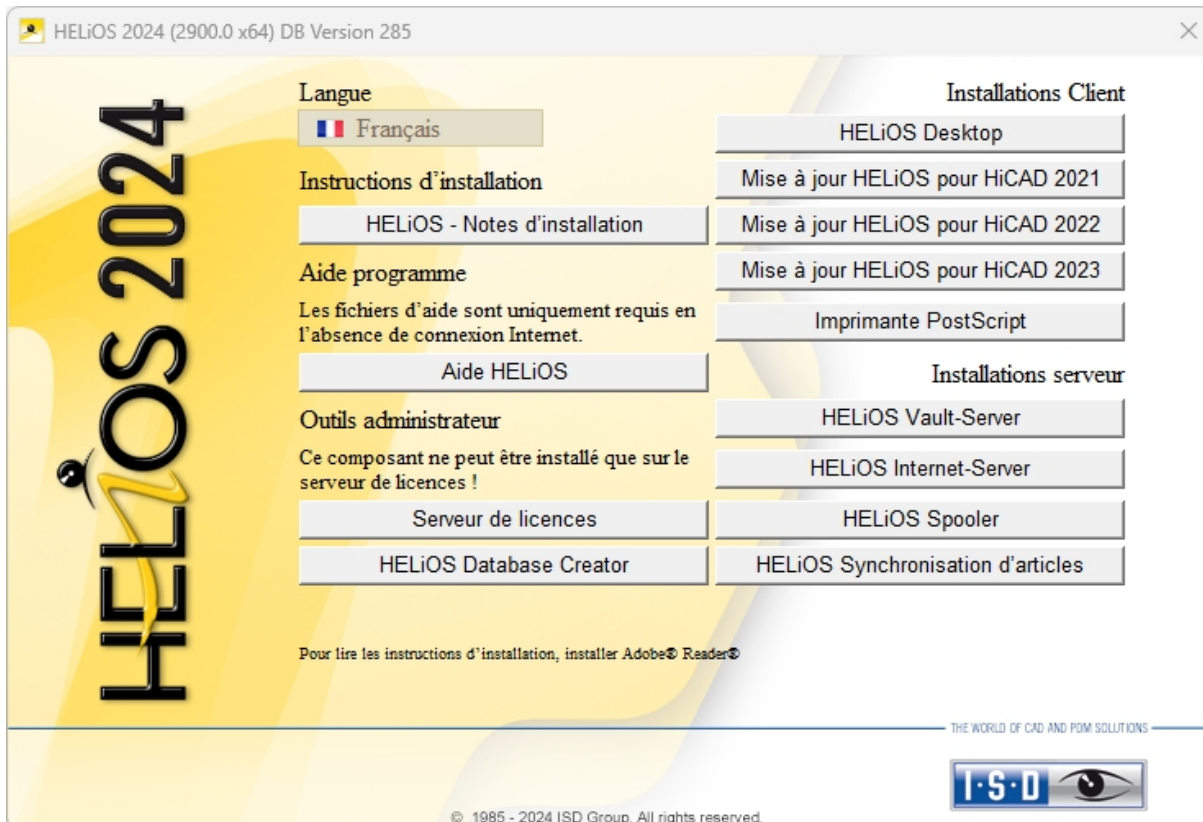 HELiOS 2024 (2900.0 x64) DB Version 285
HELiOS 2024
Langue
Français
Instructions d'installation
HELiOS - Notes d'installation
Aide programme
Les fichiers d'aide sont uniquement requis en
l'absence de connexion Internet.
Aide HELiOS
Outils administrateur
Ce composant ne peut être installé que sur le
serveur de licences !
Serveur de licences
HELiOS Database Creator
Installations Client
HELiOS Desktop
Mise à jour HELiOS pour HiCAD 2021
Mise à jour HELiOS pour HiCAD 2022
Mise à jour HELiOS pour HiCAD 2023
Imprimante PostScript
Installations serveur
HELiOS Vault-Server
HELiOS Internet-Server
HELiOS Spooler
HELiOS Synchronisation d'articles
Pour lire les instructions d'installation, installer Adobe® Reader®
THE WORLD OF CAD AND PDM SOLUTIONS
I·S·D
© 1985 - 2024 ISD Group. All rights reserved.